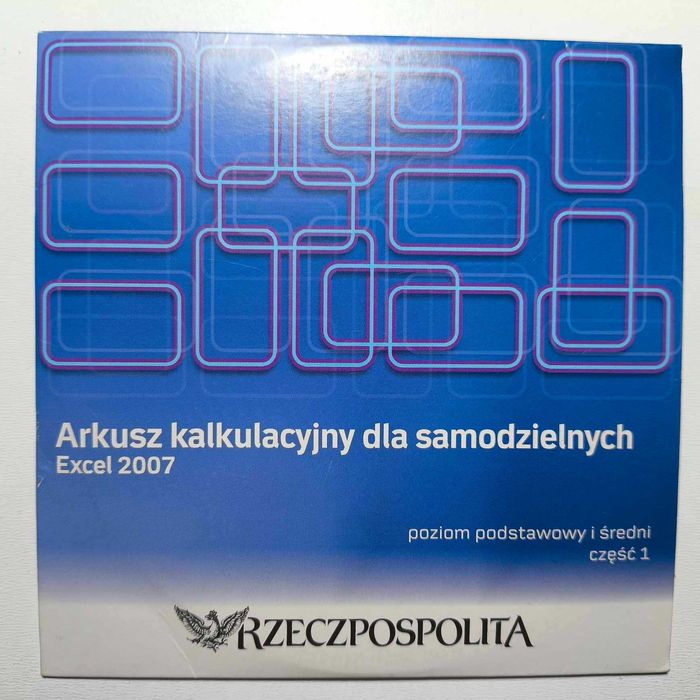 Arkusz kalkulacyjny dla samodzielnych
Excel 2007
poziom podstawowy i średni
część 1
RZECZPOSPOLITA